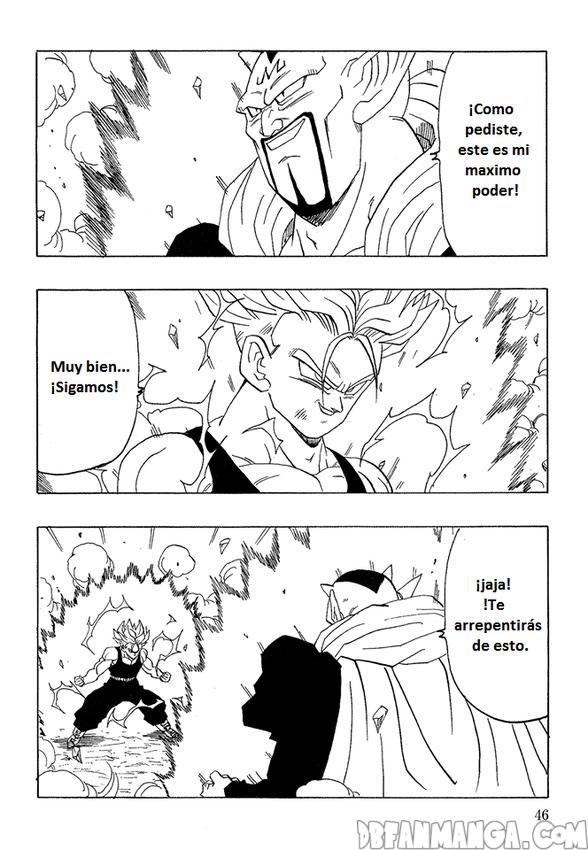 ¡Como
pediste,
este es mi
maximo
poder!
Muy bien...
¡Sigamos!
¡jaja!
!Te
arrepentirás
de esto.
46
DBFANMANGA.COM